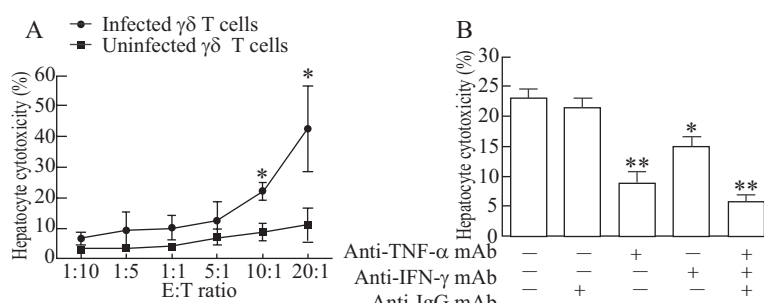 A
Infected γδ T cells
Uninfected γδ T cells
Hepatocyte cytotoxicity (%)
60
50
40
30
20
10
0
*
*
1:10 1:5 1:1 5:1 10:1 20:1
E:T ratio
B
Hepatocyte cytotoxicity (%)
30
25
20
15
10
5
0
**
*
**
Anti-TNF-α mAb − − + − +
Anti-IFN-γ mAb − − − + +
Anti-IgG mAb − + − − +